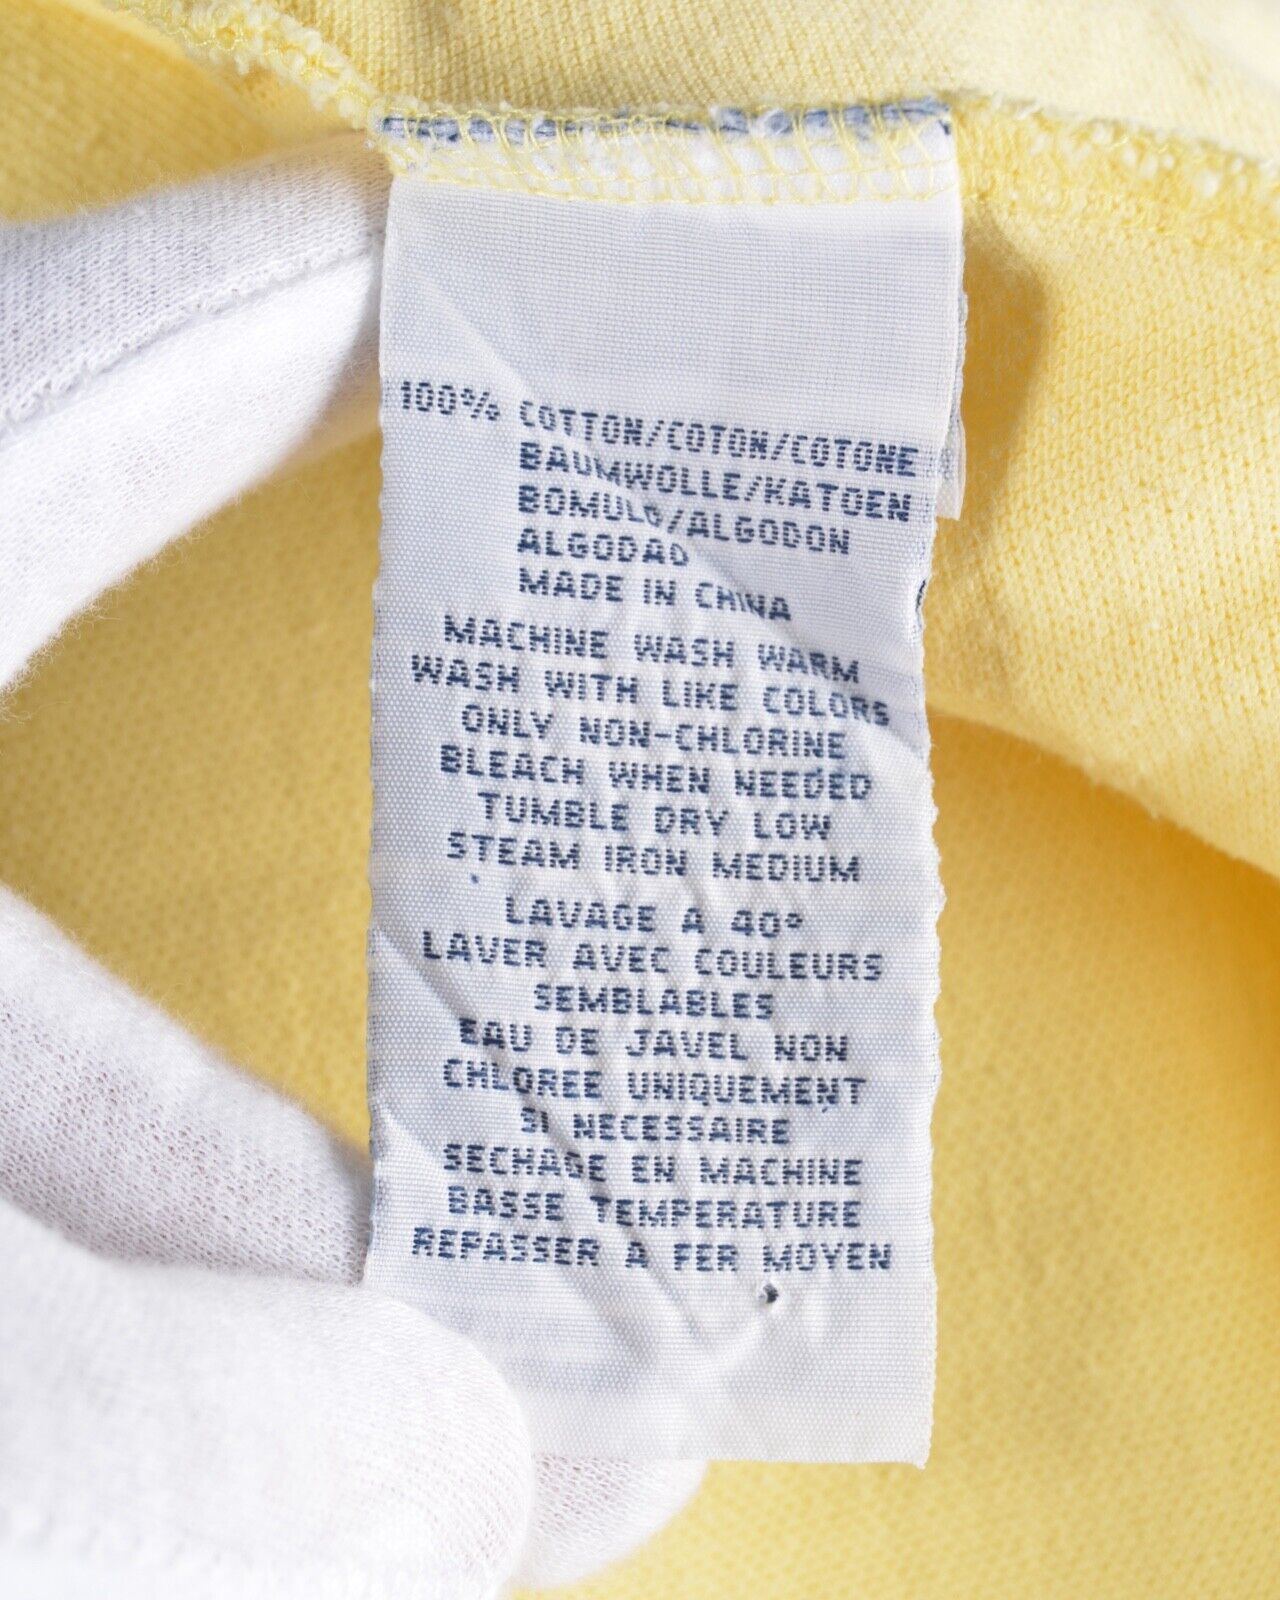 100% COTTON/COTON/COTONE
BAUMWOLLE/KATOEN
BOMULD/ALGODON
ALGODAO
MADE IN CHINA
MACHINE WASH WARM
WASH WITH LIKE COLORS
ONLY NON-CHLORINE
BLEACH WHEN NEEDED
TUMBLE DRY LOW
STEAM IRON MEDIUM
LAVAGE A 40°
LAVER AVEC COULEURS
SEMBLABLES
EAU DE JAVEL NON
CHLOREE UNIQUEMENT
SI NECESSAIRE
SECHAGE EN MACHINE
BASSE TEMPERATURE
REPASSER A FER MOYEN